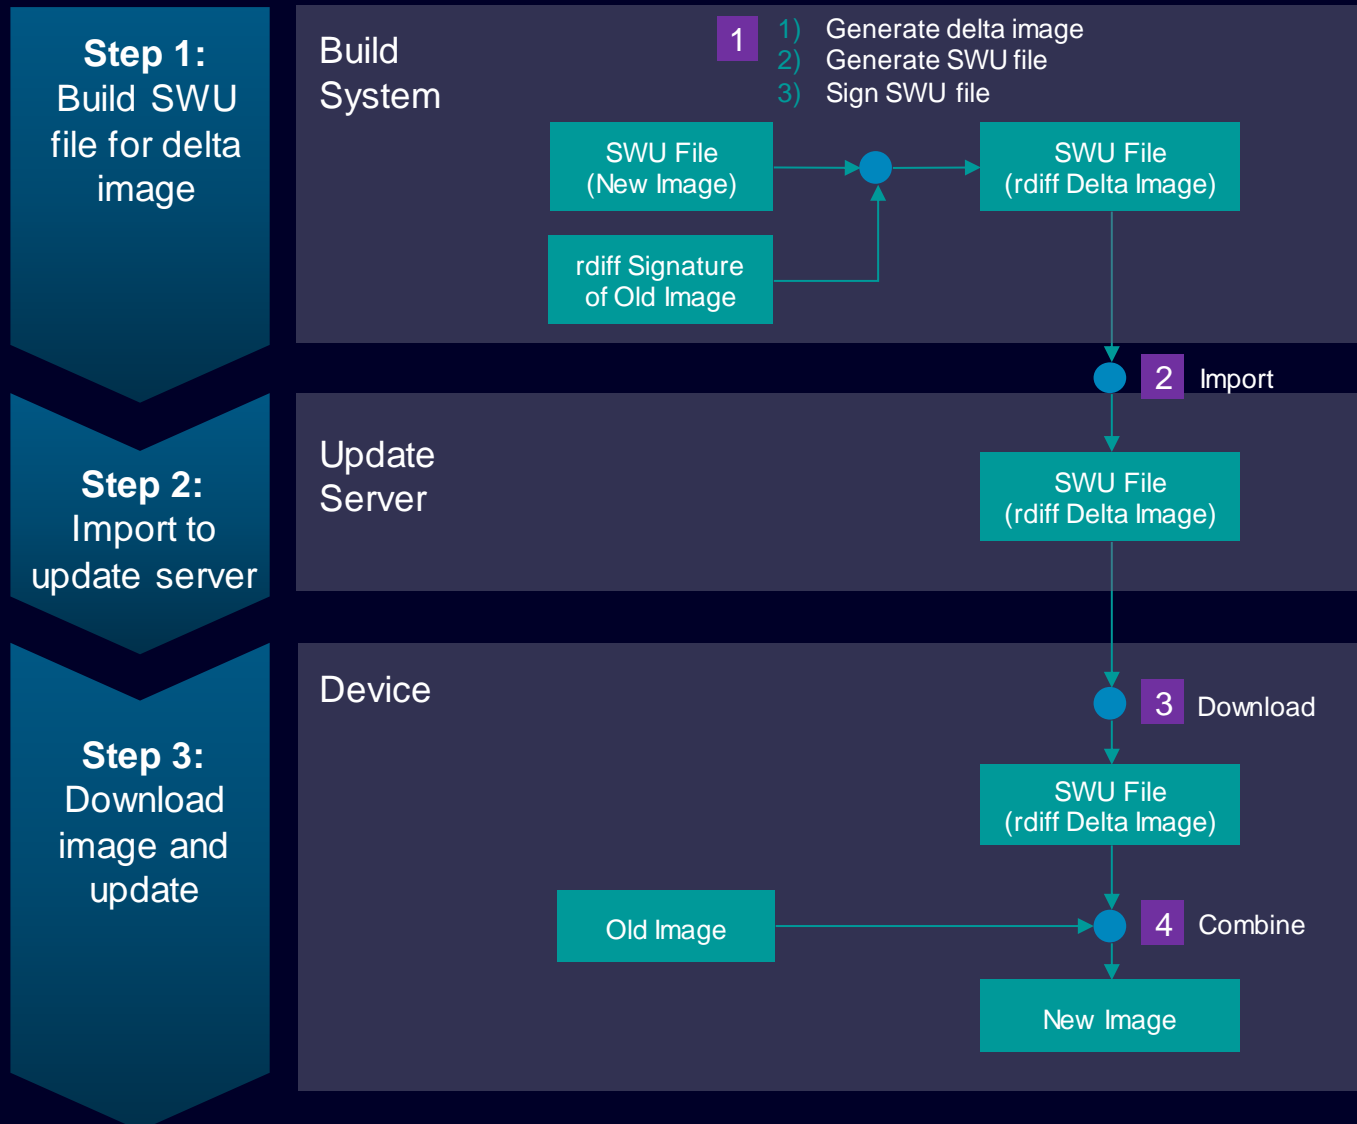 Step 1:
Build SWU
file for delta
image
Build
System
1
1) Generate delta image
2) Generate SWU file
3) Sign SWU file
SWU File
(New Image)
SWU File
(rdiff Delta Image)
rdiff Signature
of Old Image
2 Import
Step 2:
Import to
update server
Update
Server
SWU File
(rdiff Delta Image)
Step 3:
Download
image and
update
Device
3 Download
SWU File
(rdiff Delta Image)
Old Image
4 Combine
New Image